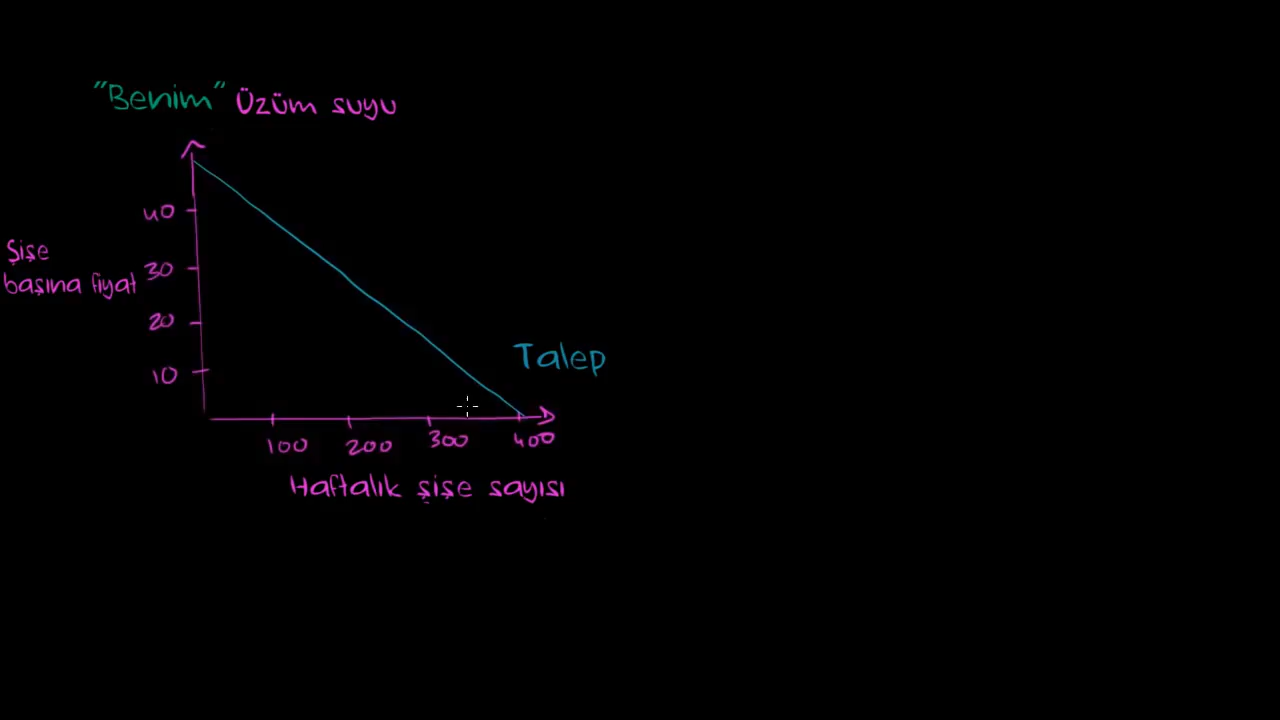 "Benim" Üzüm suyu
40
Şişe
başına fiyat
30
20
Talep
10
100 200 300 400
Haftalık şişe sayısı